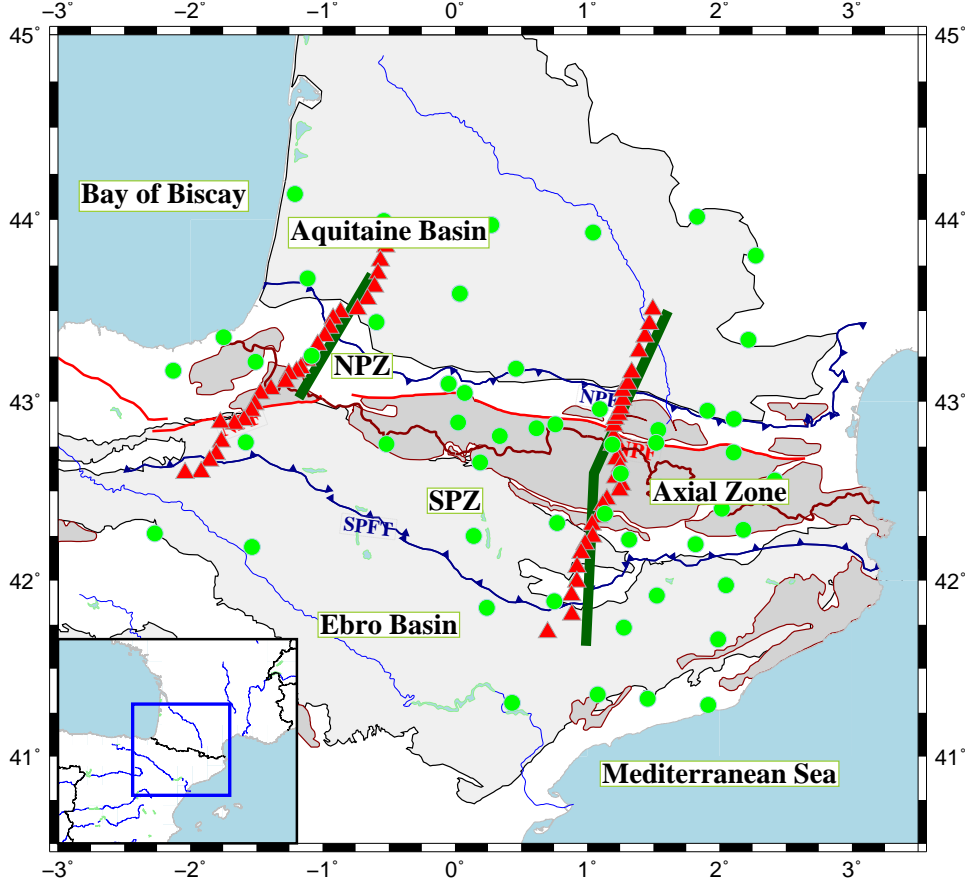 −3˚ −2˚ −1˚ 0˚ 1˚ 2˚ 3˚
45˚ 45˚
Bay of Biscay
44˚ 44˚
Aquitaine Basin
NPZ
43˚ 43˚
NPF
Axial Zone
SPZ
SPFT
42˚ 42˚
Ebro Basin
41˚ 41˚
Mediterranean Sea
−3˚ −2˚ −1˚ 0˚ 1˚ 2˚ 3˚